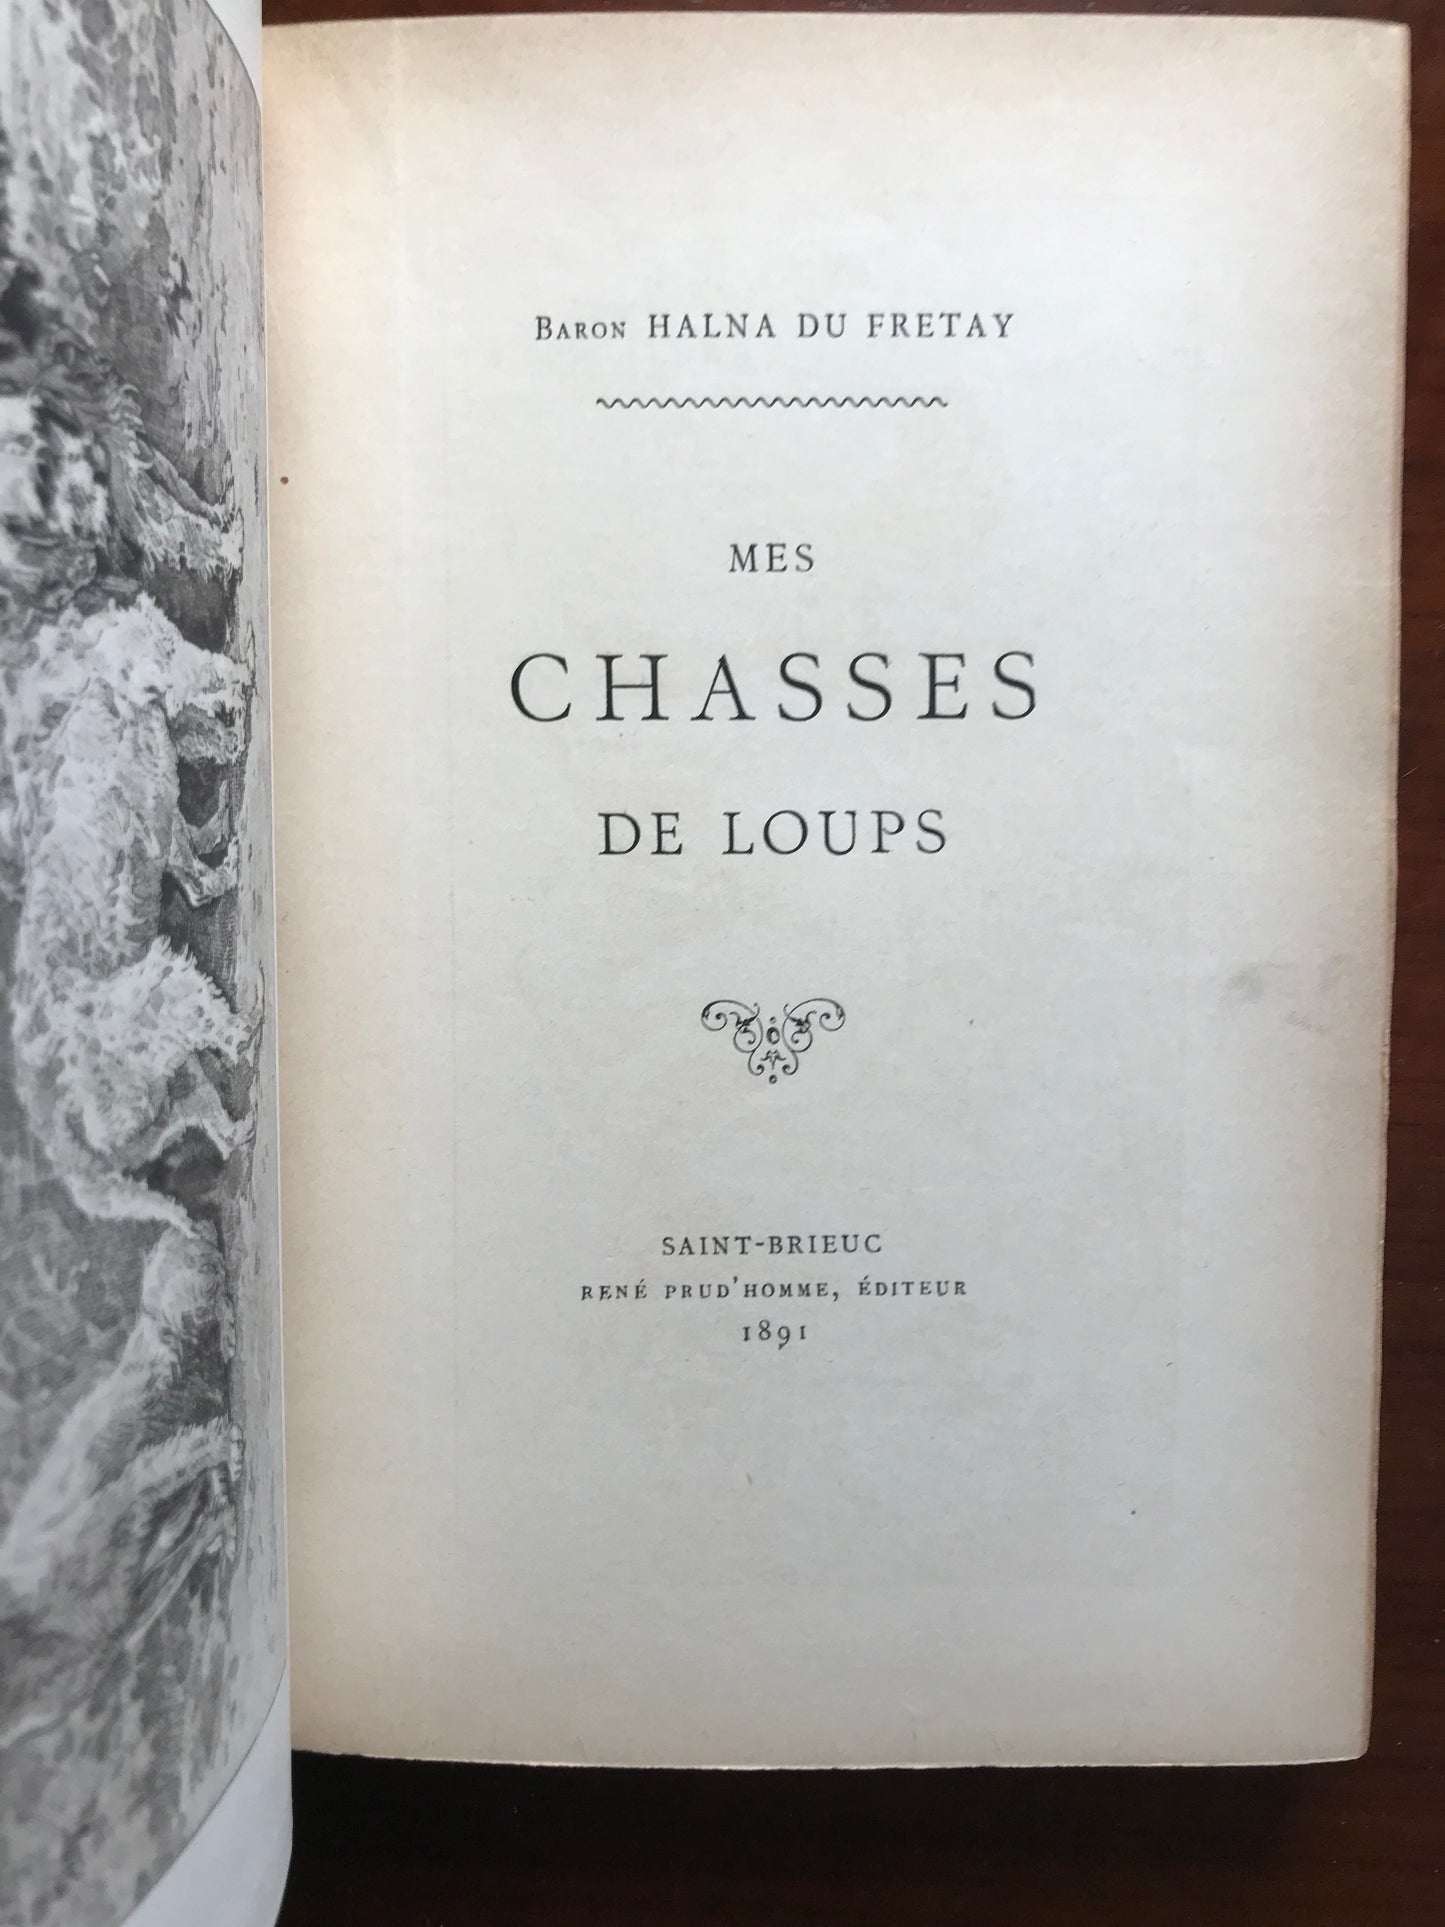 Baron HALNA DU FRETAY
MES
CHASSES
DE LOUPS
SAINT-BRIEUC
RENÉ PRUD'HOMME, ÉDITEUR
1891